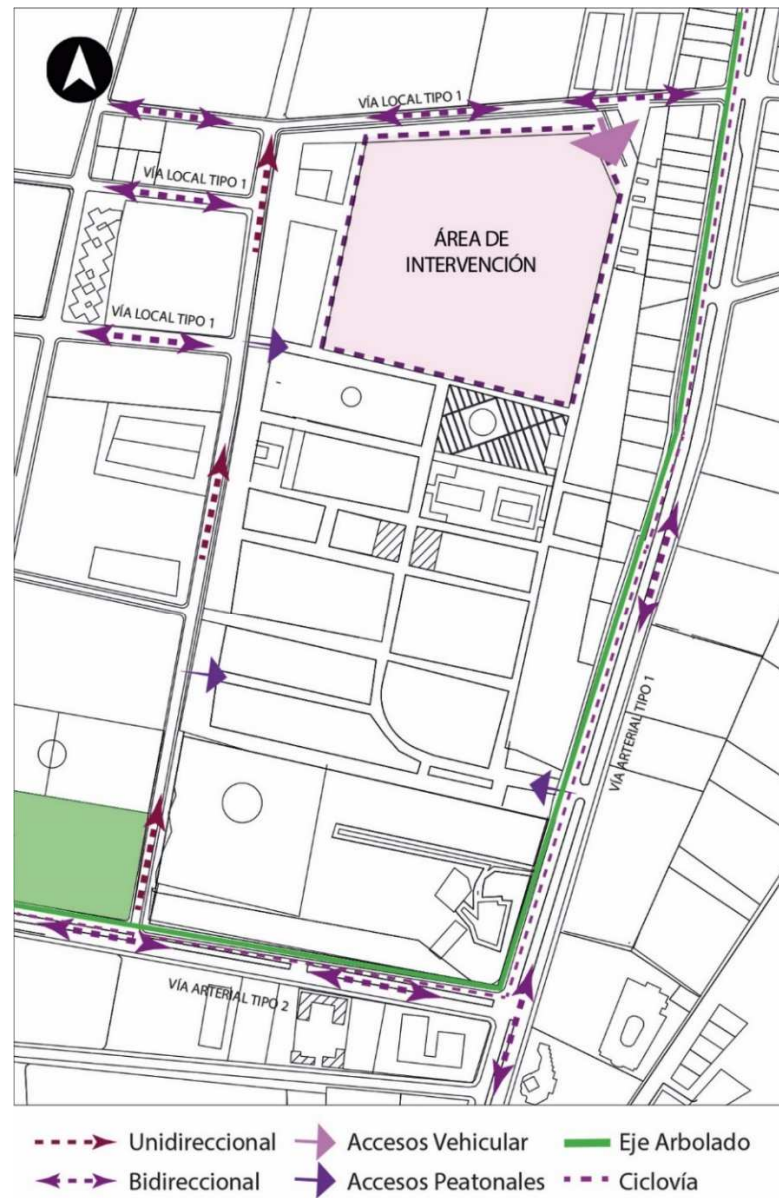 VÍA LOCAL TIPO 1
VÍA LOCAL TIPO 1
ÁREA DE
INTERVENCIÓN
VÍA LOCAL TIPO 1
VÍA ARTERIAL TIPO 1
VÍA ARTERIAL TIPO 2
Unidireccional
Accesos Vehicular
Eje Arbolado
Bidireccional
Accesos Peatonales
Ciclovía